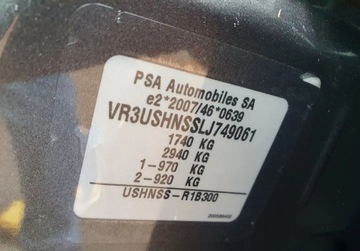 PSA Automobiles SA
e2*2007/46*0639
VR3USHNSSLJ749061
1740 KG
2940 KG
1-970 KG
2-920 KG
USHNSS-R1B300